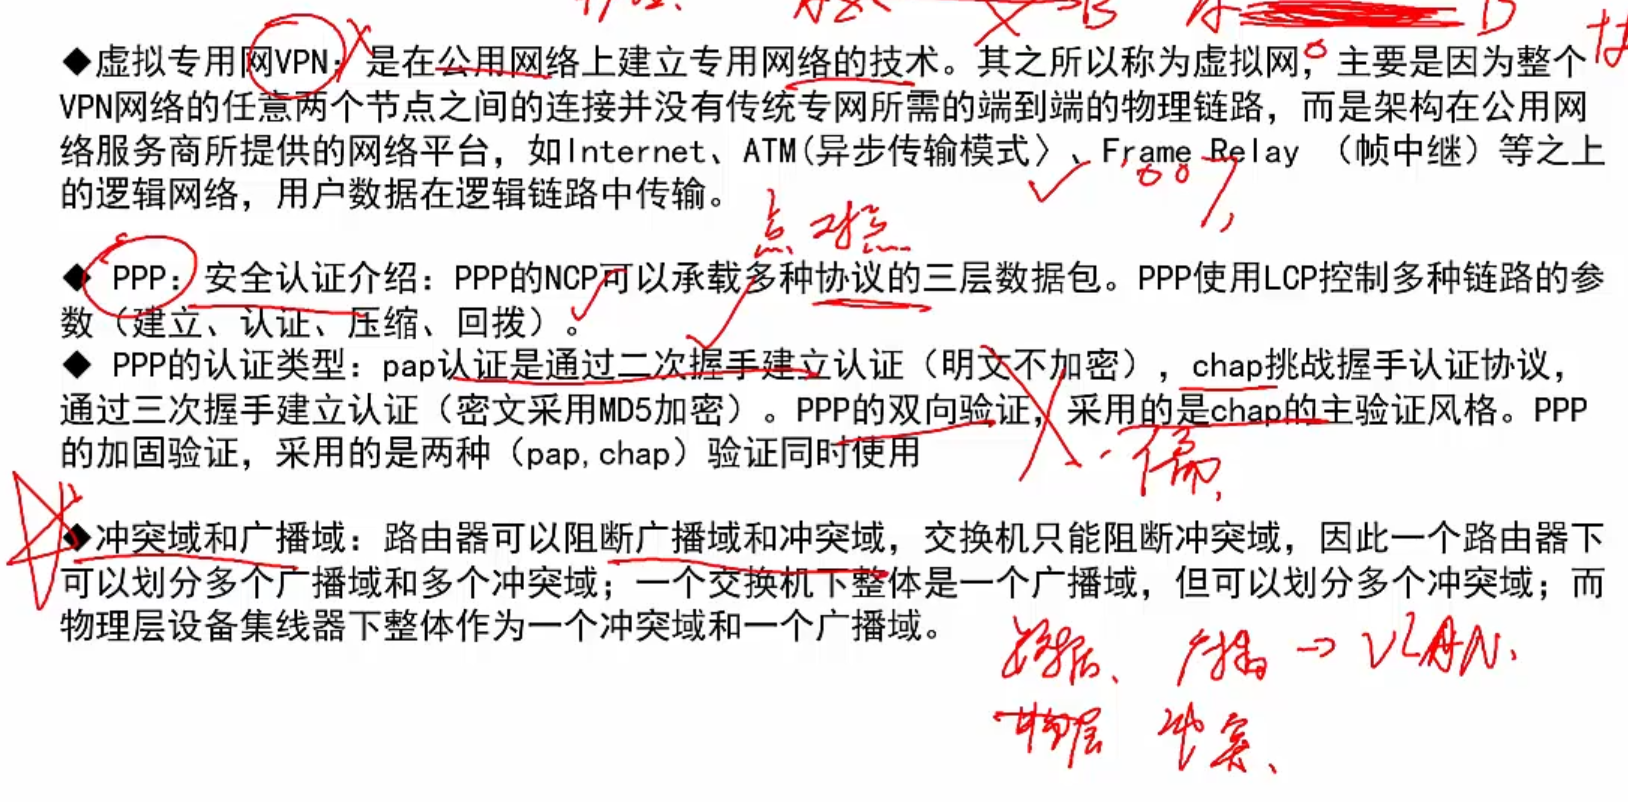 B
D
◆虚拟专用网VPN：是在公用网络上建立专用网络的技术。其之所以称为虚拟网，主要是因为整个
VPN网络的任意两个节点之间的连接并没有传统专网所需的端到端的物理链路，而是架构在公用网
络服务商所提供的网络平台，如Internet、ATM(异步传输模式〉、Frame Relay （帧中继）等之上
的逻辑网络，用户数据在逻辑链路中传输。
点对点
◆ PPP：安全认证介绍：PPP的NCP可以承载多种协议的三层数据包。PPP使用LCP控制多种链路的参
数（建立、认证、压缩、回拨）。
◆ PPP的认证类型：pap认证是通过二次握手建立认证（明文不加密），chap挑战握手认证协议，
通过三次握手建立认证（密文采用MD5加密）。PPP的双向验证，采用的是chap的主验证风格。PPP
的加固验证，采用的是两种（pap,chap）验证同时使用
◆冲突域和广播域：路由器可以阻断广播域和冲突域，交换机只能阻断冲突域，因此一个路由器下
可以划分多个广播域和多个冲突域；一个交换机下整体是一个广播域，但可以划分多个冲突域；而
物理层设备集线器下整体作为一个冲突域和一个广播域。
数据、 广播 → VLAN.
物层 冲突、